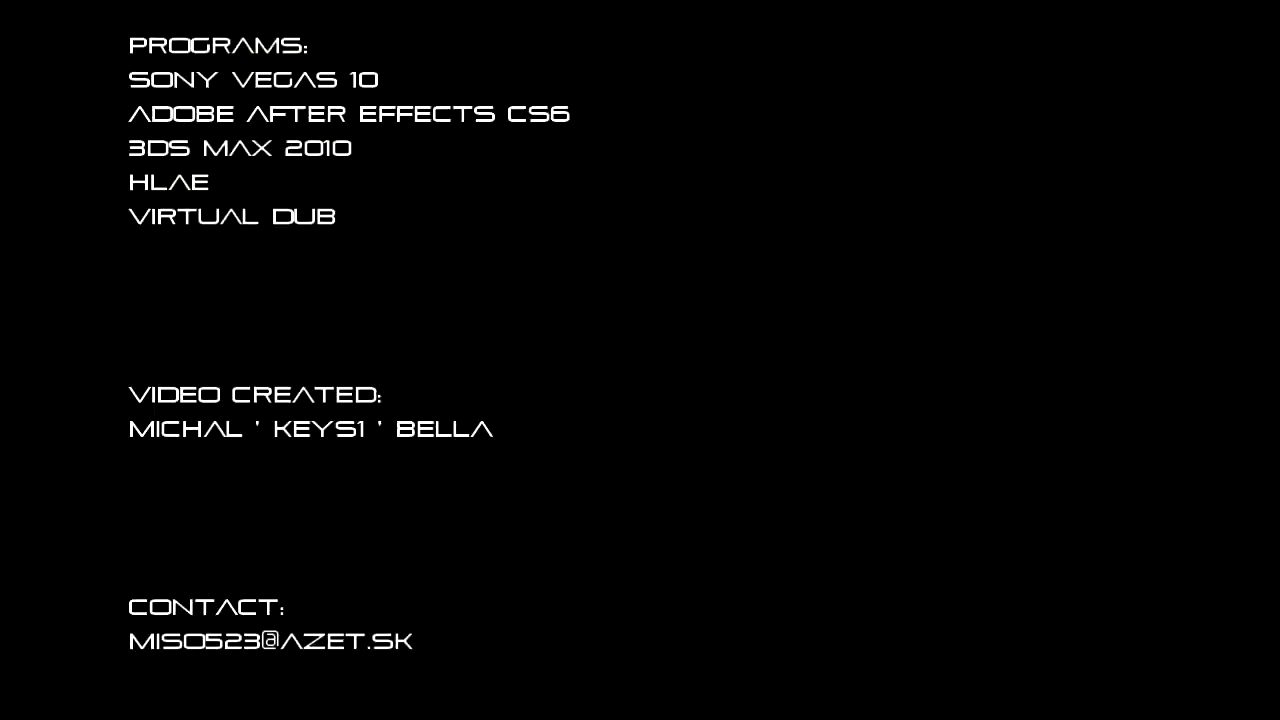 PROGRAMS:
SONY VEGAS 10
ADOBE AFTER EFFECTS CS6
3DS MAX 2010
HLAE
VIRTUAL DUB
VIDEO CREATED:
MICHAL ' KEYS1 ' BELLA
CONTACT:
MISO523@AZET.SK